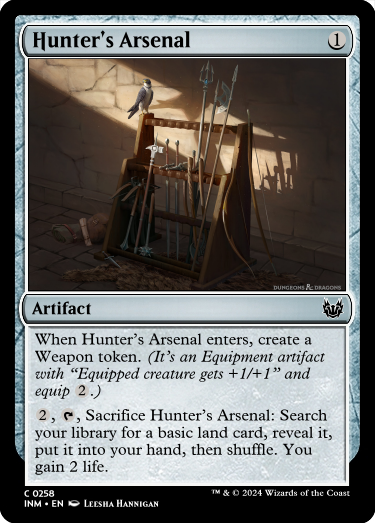 Hunter's Arsenal 1
DUNGEONS & DRAGONS
Artifact
When Hunter's Arsenal enters, create a
Weapon token. (It's an Equipment artifact
with “Equipped creature gets +1/+1” and
equip 2.)
2, , Sacrifice Hunter's Arsenal: Search
your library for a basic land card, reveal it,
put it into your hand, then shuffle. You
gain 2 life.
C 0258
INM • EN LEESHA HANNIGAN
™ & © 2024 Wizards of the Coast